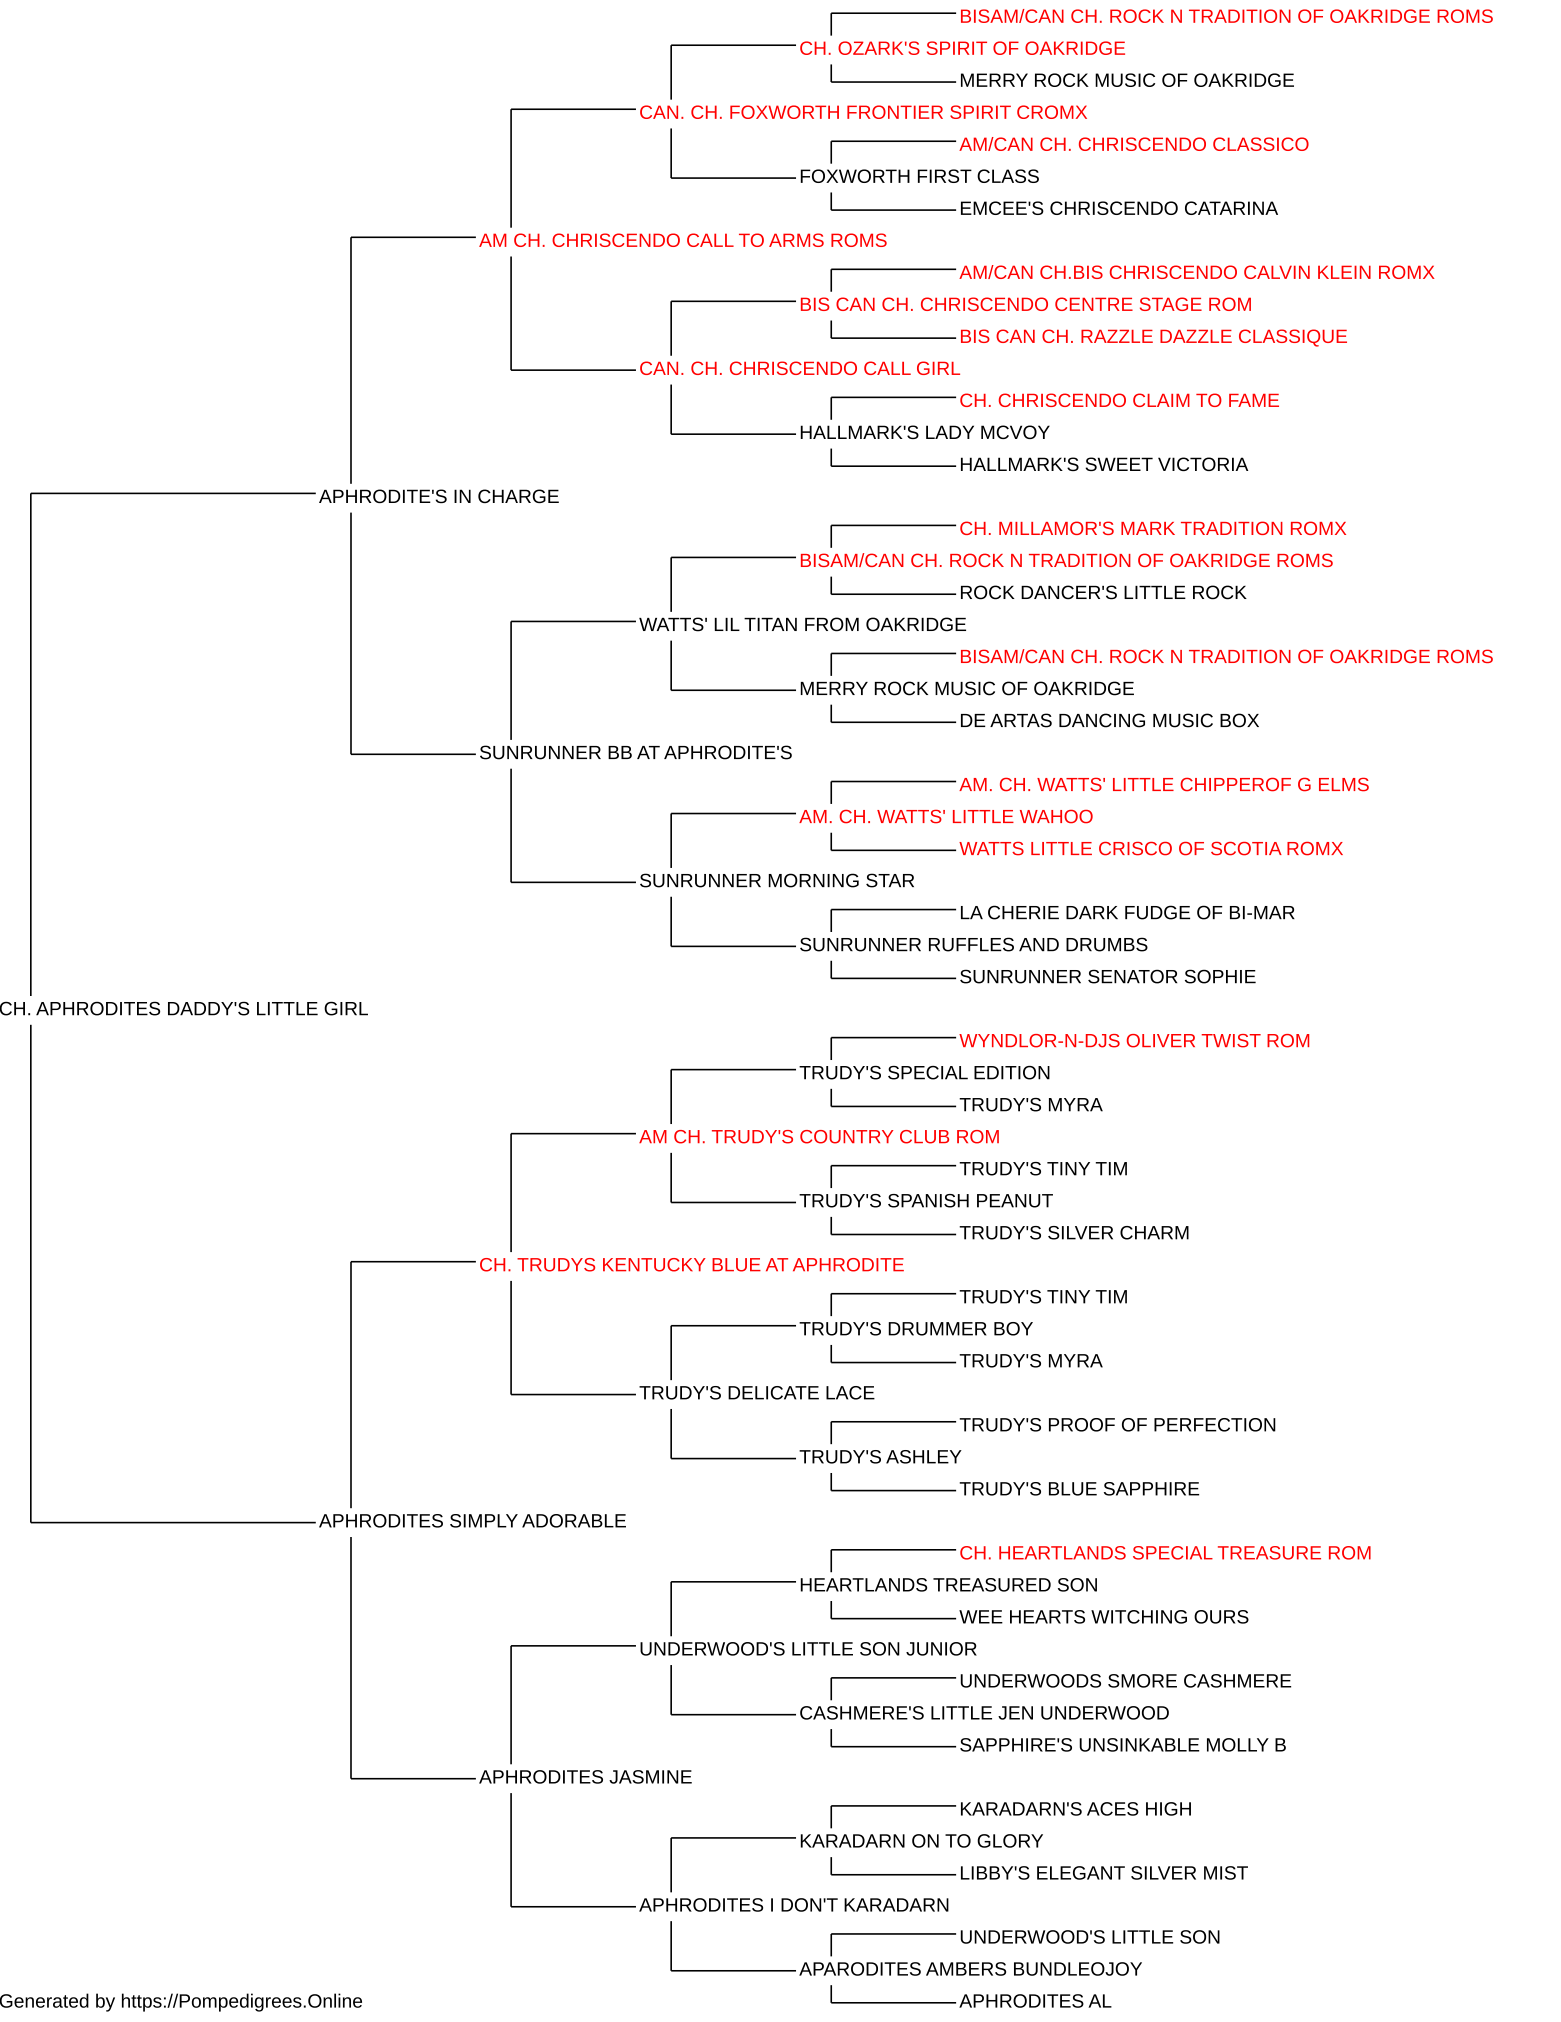 BISAM/CAN CH. ROCK N TRADITION OF OAKRIDGE ROMS
CH. OZARK'S SPIRIT OF OAKRIDGE
MERRY ROCK MUSIC OF OAKRIDGE
CAN. CH. FOXWORTH FRONTIER SPIRIT CROMX
AM/CAN CH. CHRISCENDO CLASSICO
FOXWORTH FIRST CLASS
EMCEE'S CHRISCENDO CATARINA
AM CH. CHRISCENDO CALL TO ARMS ROMS
AM/CAN CH.BIS CHRISCENDO CALVIN KLEIN ROMX
BIS CAN CH. CHRISCENDO CENTRE STAGE ROM
BIS CAN CH. RAZZLE DAZZLE CLASSIQUE
CAN. CH. CHRISCENDO CALL GIRL
CH. CHRISCENDO CLAIM TO FAME
HALLMARK'S LADY MCVOY
HALLMARK'S SWEET VICTORIA
APHRODITE'S IN CHARGE
CH. MILLAMOR'S MARK TRADITION ROMX
BISAM/CAN CH. ROCK N TRADITION OF OAKRIDGE ROMS
ROCK DANCER'S LITTLE ROCK
WATTS' LIL TITAN FROM OAKRIDGE
BISAM/CAN CH. ROCK N TRADITION OF OAKRIDGE ROMS
MERRY ROCK MUSIC OF OAKRIDGE
DE ARTAS DANCING MUSIC BOX
SUNRUNNER BB AT APHRODITE'S
AM. CH. WATTS' LITTLE CHIPPEROF G ELMS
AM. CH. WATTS' LITTLE WAHOO
WATTS LITTLE CRISCO OF SCOTIA ROMX
SUNRUNNER MORNING STAR
LA CHERIE DARK FUDGE OF BI-MAR
SUNRUNNER RUFFLES AND DRUMBS
SUNRUNNER SENATOR SOPHIE
CH. APHRODITES DADDY'S LITTLE GIRL
WYNDLOR-N-DJS OLIVER TWIST ROM
TRUDY'S SPECIAL EDITION
TRUDY'S MYRA
AM CH. TRUDY'S COUNTRY CLUB ROM
TRUDY'S TINY TIM
TRUDY'S SPANISH PEANUT
TRUDY'S SILVER CHARM
CH. TRUDYS KENTUCKY BLUE AT APHRODITE
TRUDY'S TINY TIM
TRUDY'S DRUMMER BOY
TRUDY'S MYRA
TRUDY'S DELICATE LACE
TRUDY'S PROOF OF PERFECTION
TRUDY'S ASHLEY
TRUDY'S BLUE SAPPHIRE
APHRODITES SIMPLY ADORABLE
CH. HEARTLANDS SPECIAL TREASURE ROM
HEARTLANDS TREASURED SON
WEE HEARTS WITCHING OURS
UNDERWOOD'S LITTLE SON JUNIOR
UNDERWOODS SMORE CASHMERE
CASHMERE'S LITTLE JEN UNDERWOOD
SAPPHIRE'S UNSINKABLE MOLLY B
APHRODITES JASMINE
KARADARN'S ACES HIGH
KARADARN ON TO GLORY
LIBBY'S ELEGANT SILVER MIST
APHRODITES I DON'T KARADARN
UNDERWOOD'S LITTLE SON
APARODITES AMBERS BUNDLEOJOY
APHRODITES AL
Generated by https://Pompedigrees.Online